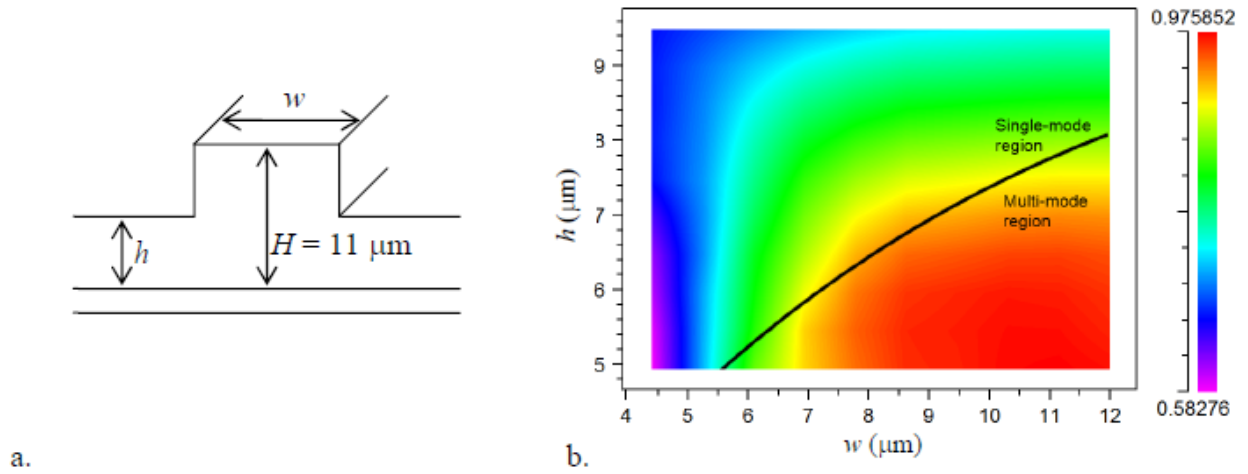 w
h
H = 11 μm
a.
0.975852
9
8
7
6
5
h (μm)
Single-mode
region
Multi-mode
region
4 5 6 7 8 9 10 11 12
w (μm)
0.58276
b.